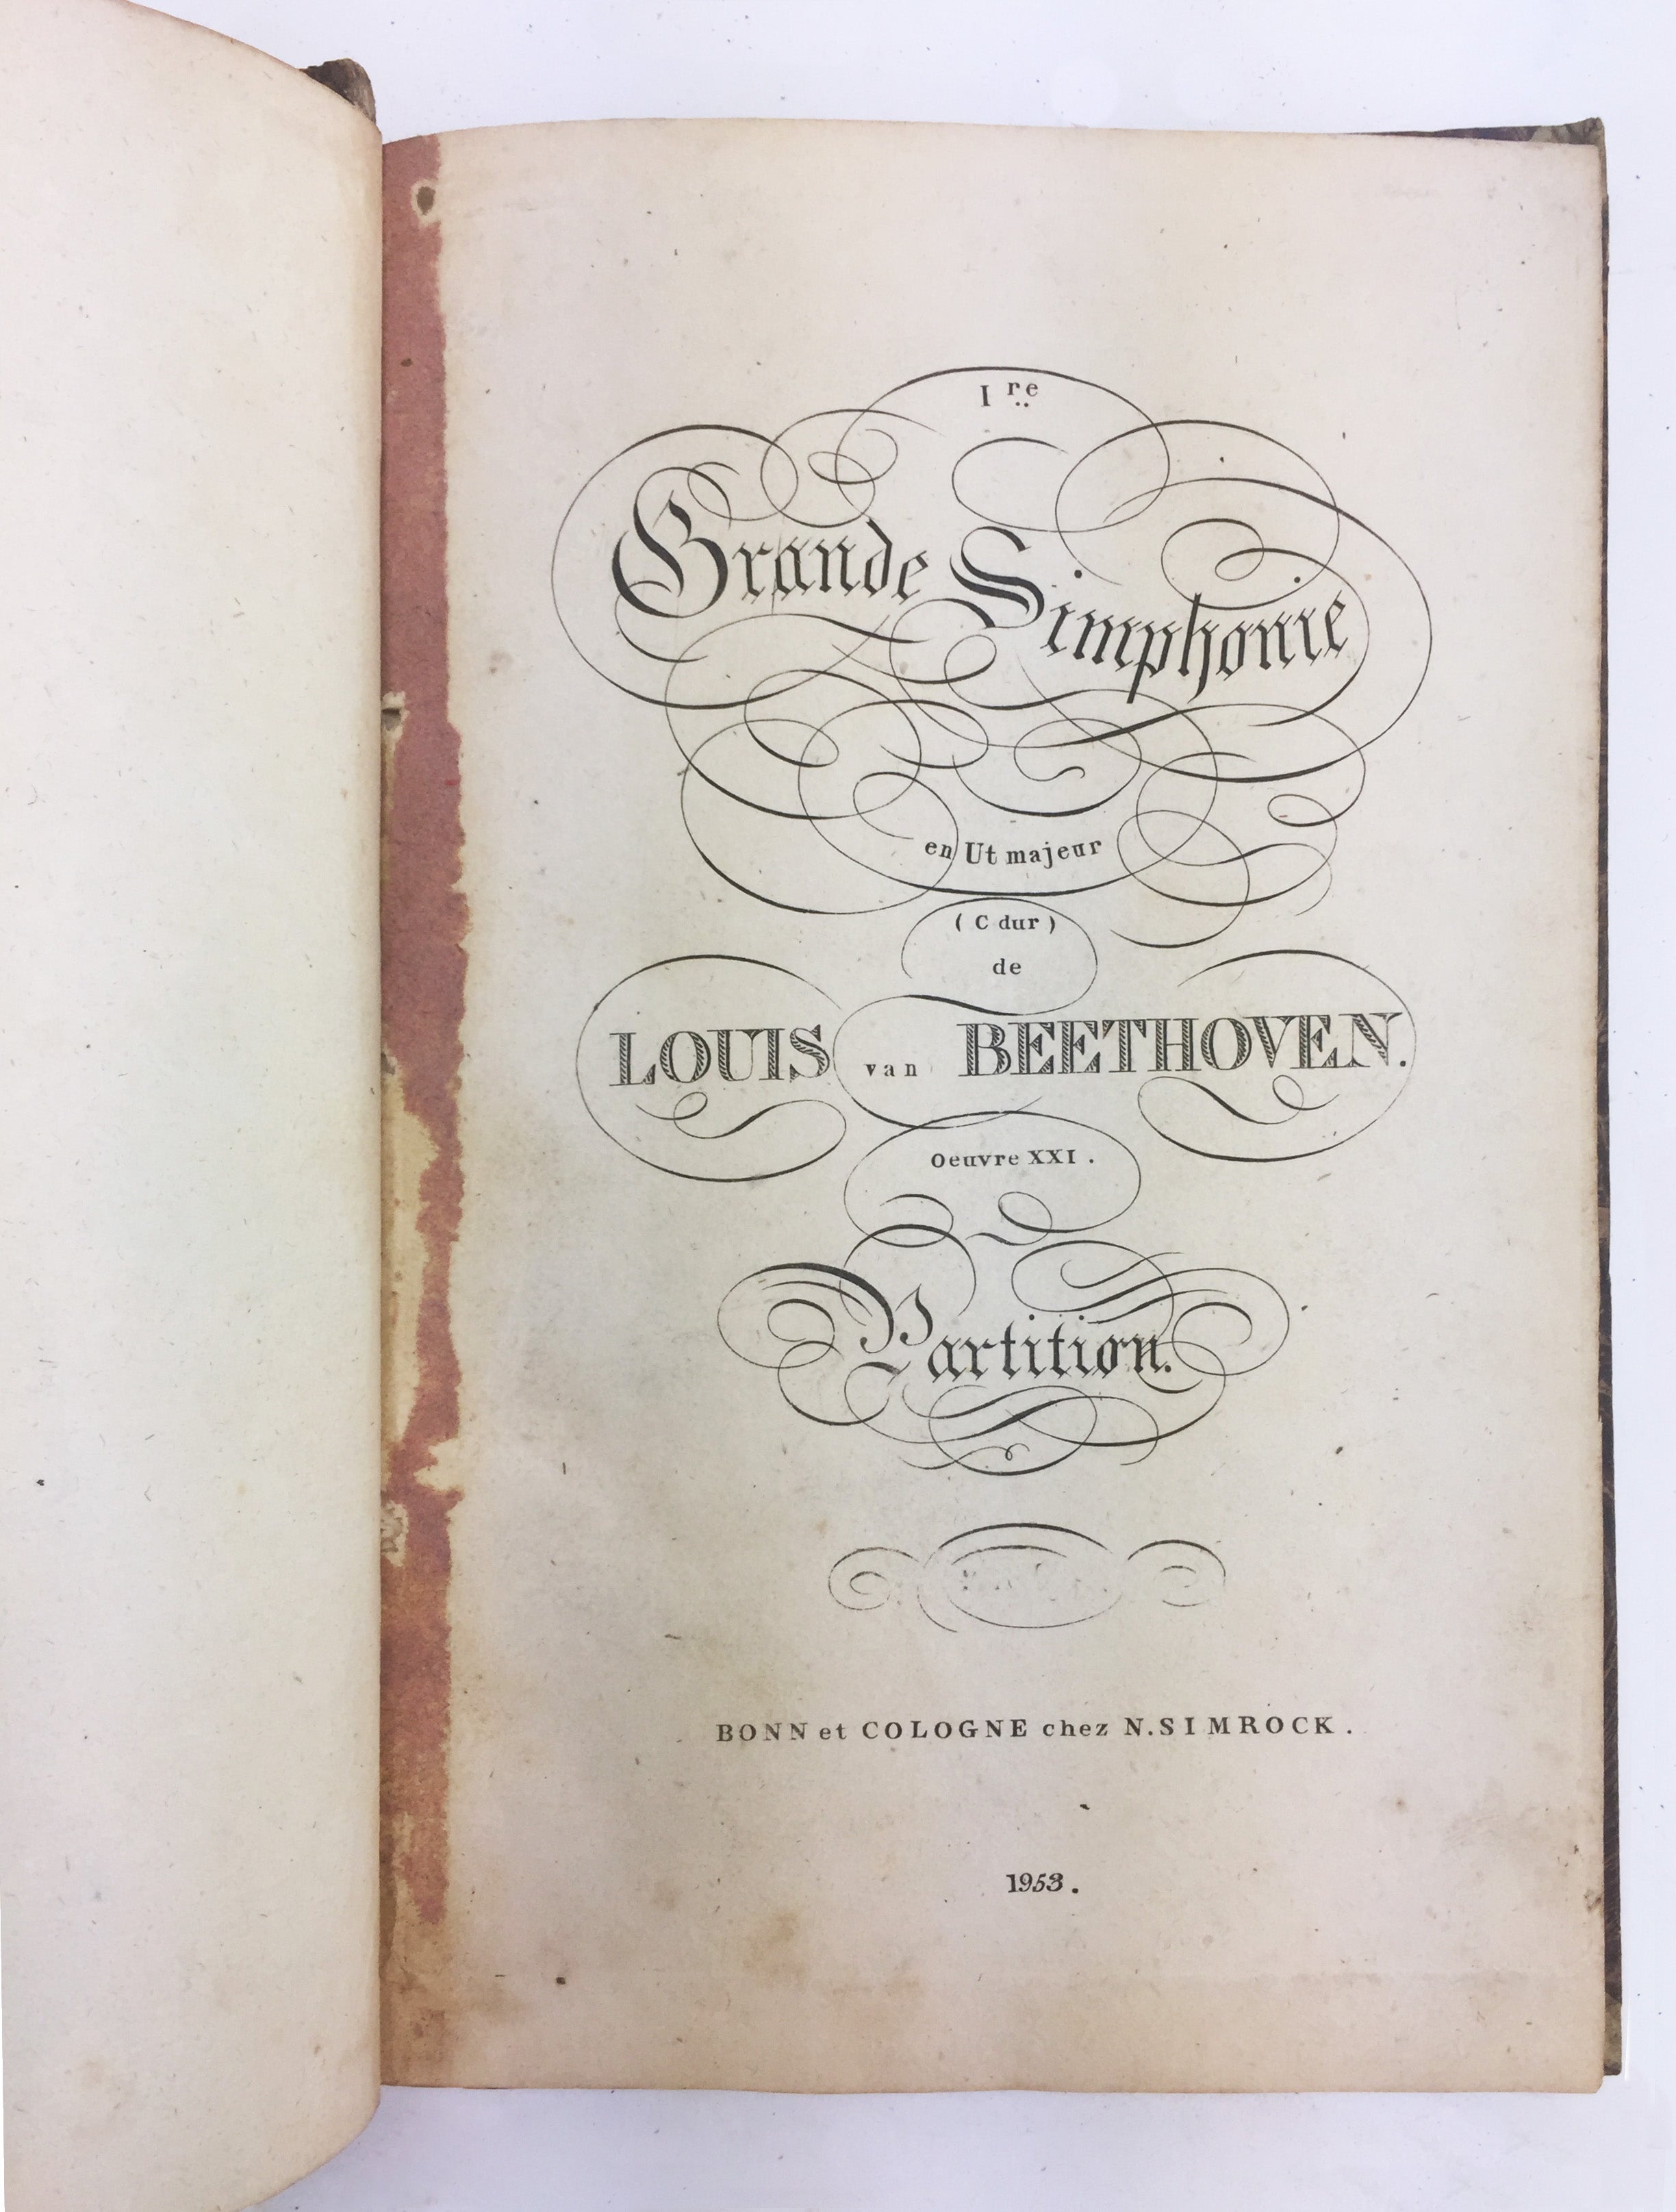 Ire
Grande Simphonie
en Ut majeur
( C dur )
de
LOUIS van BEETHOVEN.
Oeuvre XXI.
Partition.
BONN et COLOGNE chez N. SIMROCK.
1953.